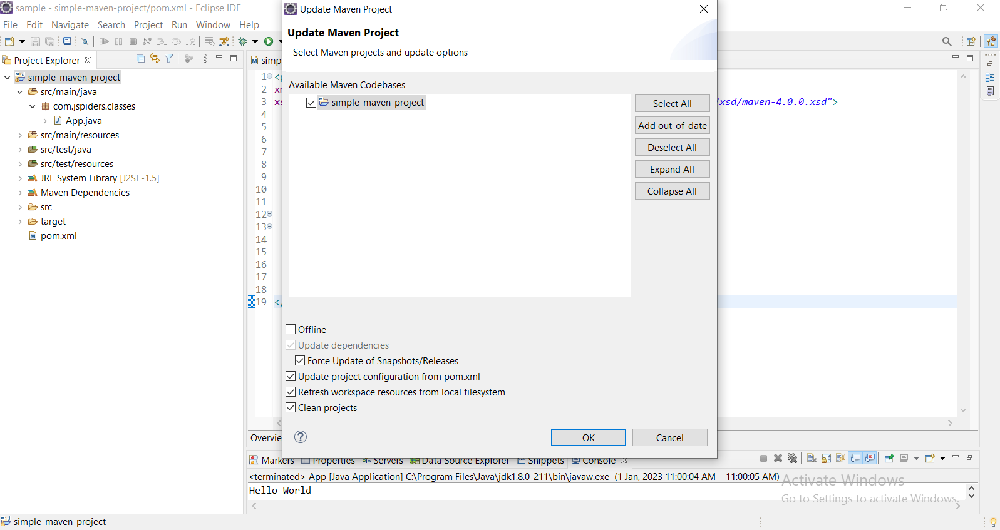 sample - simple-maven-project/pom.xml - Eclipse IDE
File Edit Navigate Search Project Run Window Help
Project Explorer
simple-maven-project
src/main/java
com.jspiders.classes
App.java
src/main/resources
src/test/java
src/test/resources
JRE System Library [J2SE-1.5]
Maven Dependencies
src
target
pom.xml
simp
1 <
2
3 /xsd/maven-4.0.0.xsd">
4
5
6
7
8
9
10
11
12
13
14
15
16
17
18
19 </
Overvie
Update Maven Project
Update Maven Project
Select Maven projects and update options
Available Maven Codebases
simple-maven-project
Select All
Add out-of-date
Deselect All
Expand All
Collapse All
Offline
Update dependencies
Force Update of Snapshots/Releases
Update project configuration from pom.xml
Refresh workspace resources from local filesystem
Clean projects
OK Cancel
Markers Properties Servers Data Source Explorer Snippets Console
<terminated> App [Java Application] C:\Program Files\Java\jdk1.8.0_211\bin\javaw.exe (1 Jan, 2023 11:00:04 AM – 11:00:05 AM)
Hello World
Activate Windows
Go to Settings to activate Windows.
simple-maven-project